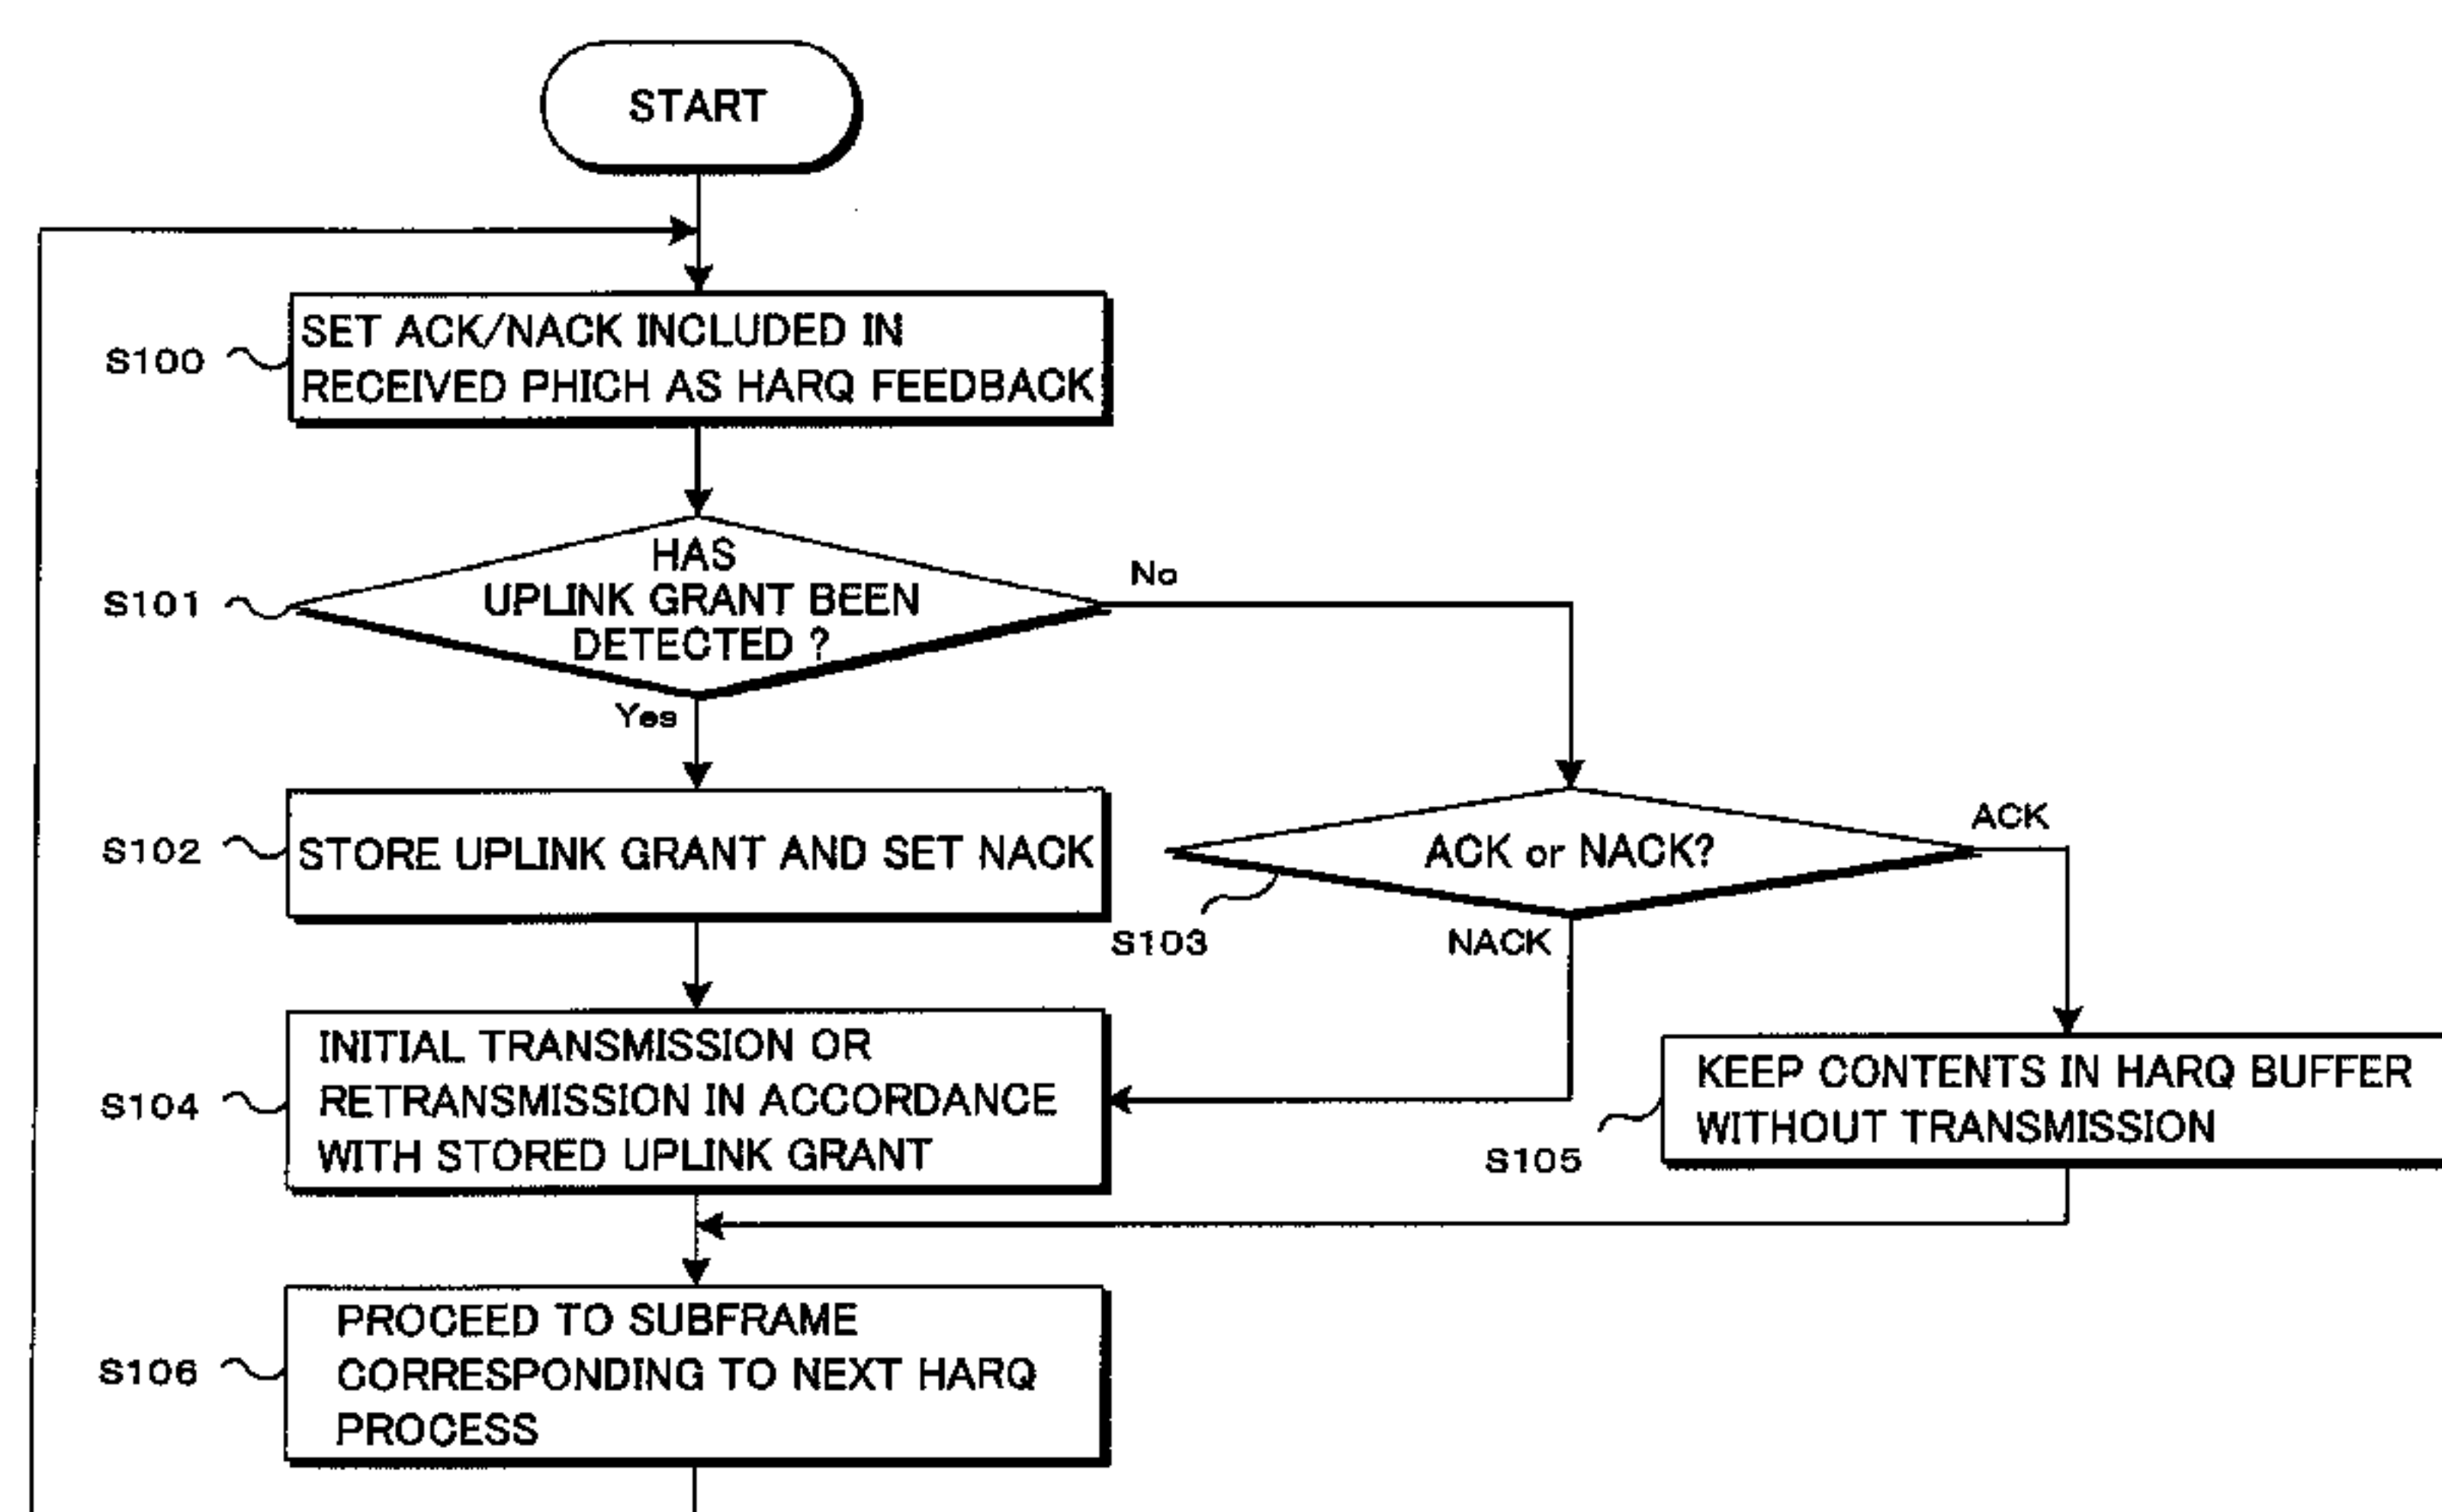 START
S100
SET ACK/NACK INCLUDED IN
RECEIVED PHICH AS HARQ FEEDBACK
S101
HAS
UPLINK GRANT BEEN
DETECTED ?
No
Yes
S102
STORE UPLINK GRANT AND SET NACK
S103
ACK or NACK?
ACK
NACK
S104
INITIAL TRANSMISSION OR
RETRANSMISSION IN ACCORDANCE
WITH STORED UPLINK GRANT
S105
KEEP CONTENTS IN HARQ BUFFER
WITHOUT TRANSMISSION
S106
PROCEED TO SUBFRAME
CORRESPONDING TO NEXT HARQ
PROCESS